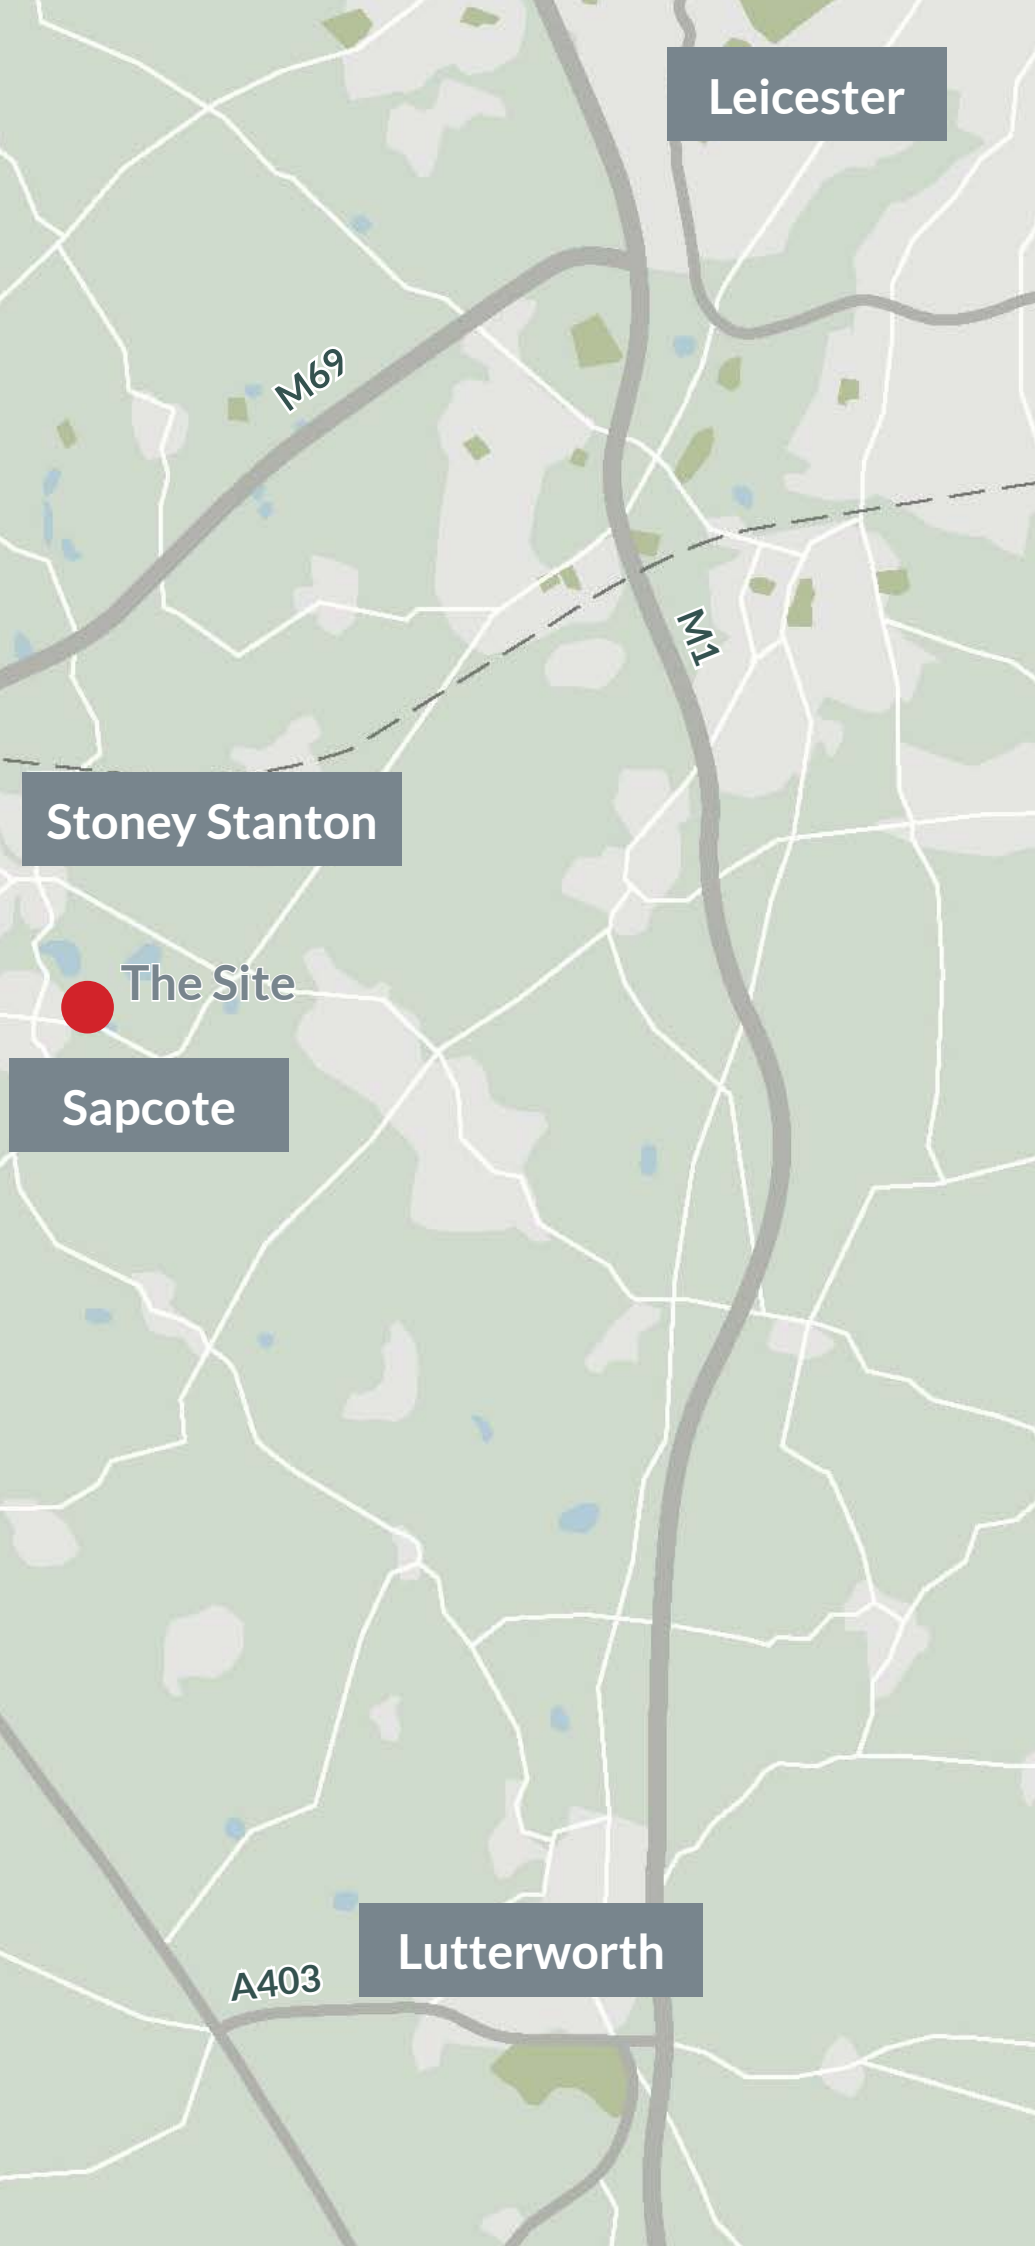 Leicester
M69
M1
Stoney Stanton
The Site
Sapcote
Lutterworth
A403